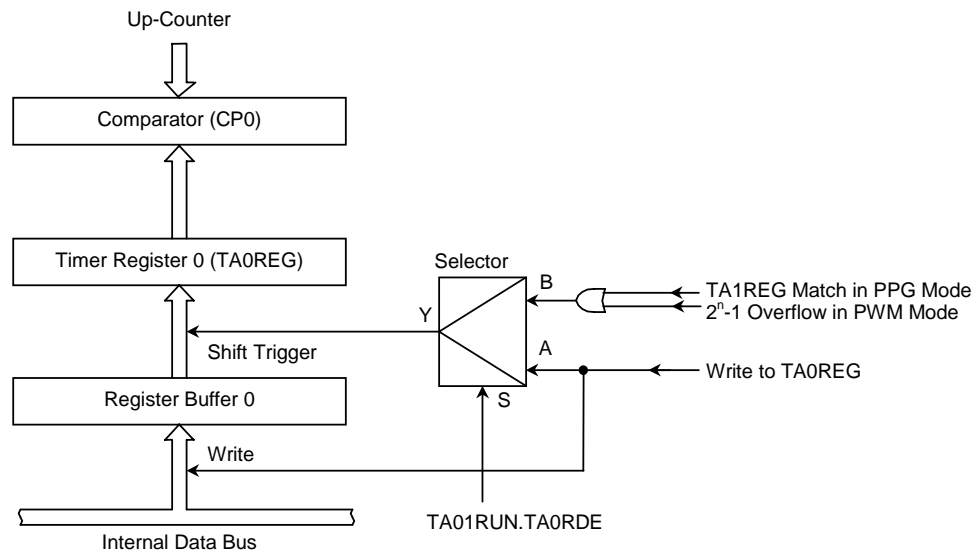 Up-Counter
Comparator (CP0)
Timer Register 0 (TA0REG)
Selector
B
TA1REG Match in PPG Mode
2ⁿ-1 Overflow in PWM Mode
Y
Shift Trigger
A
Write to TA0REG
Register Buffer 0
S
Write
TA01RUN.TA0RDE
Internal Data Bus